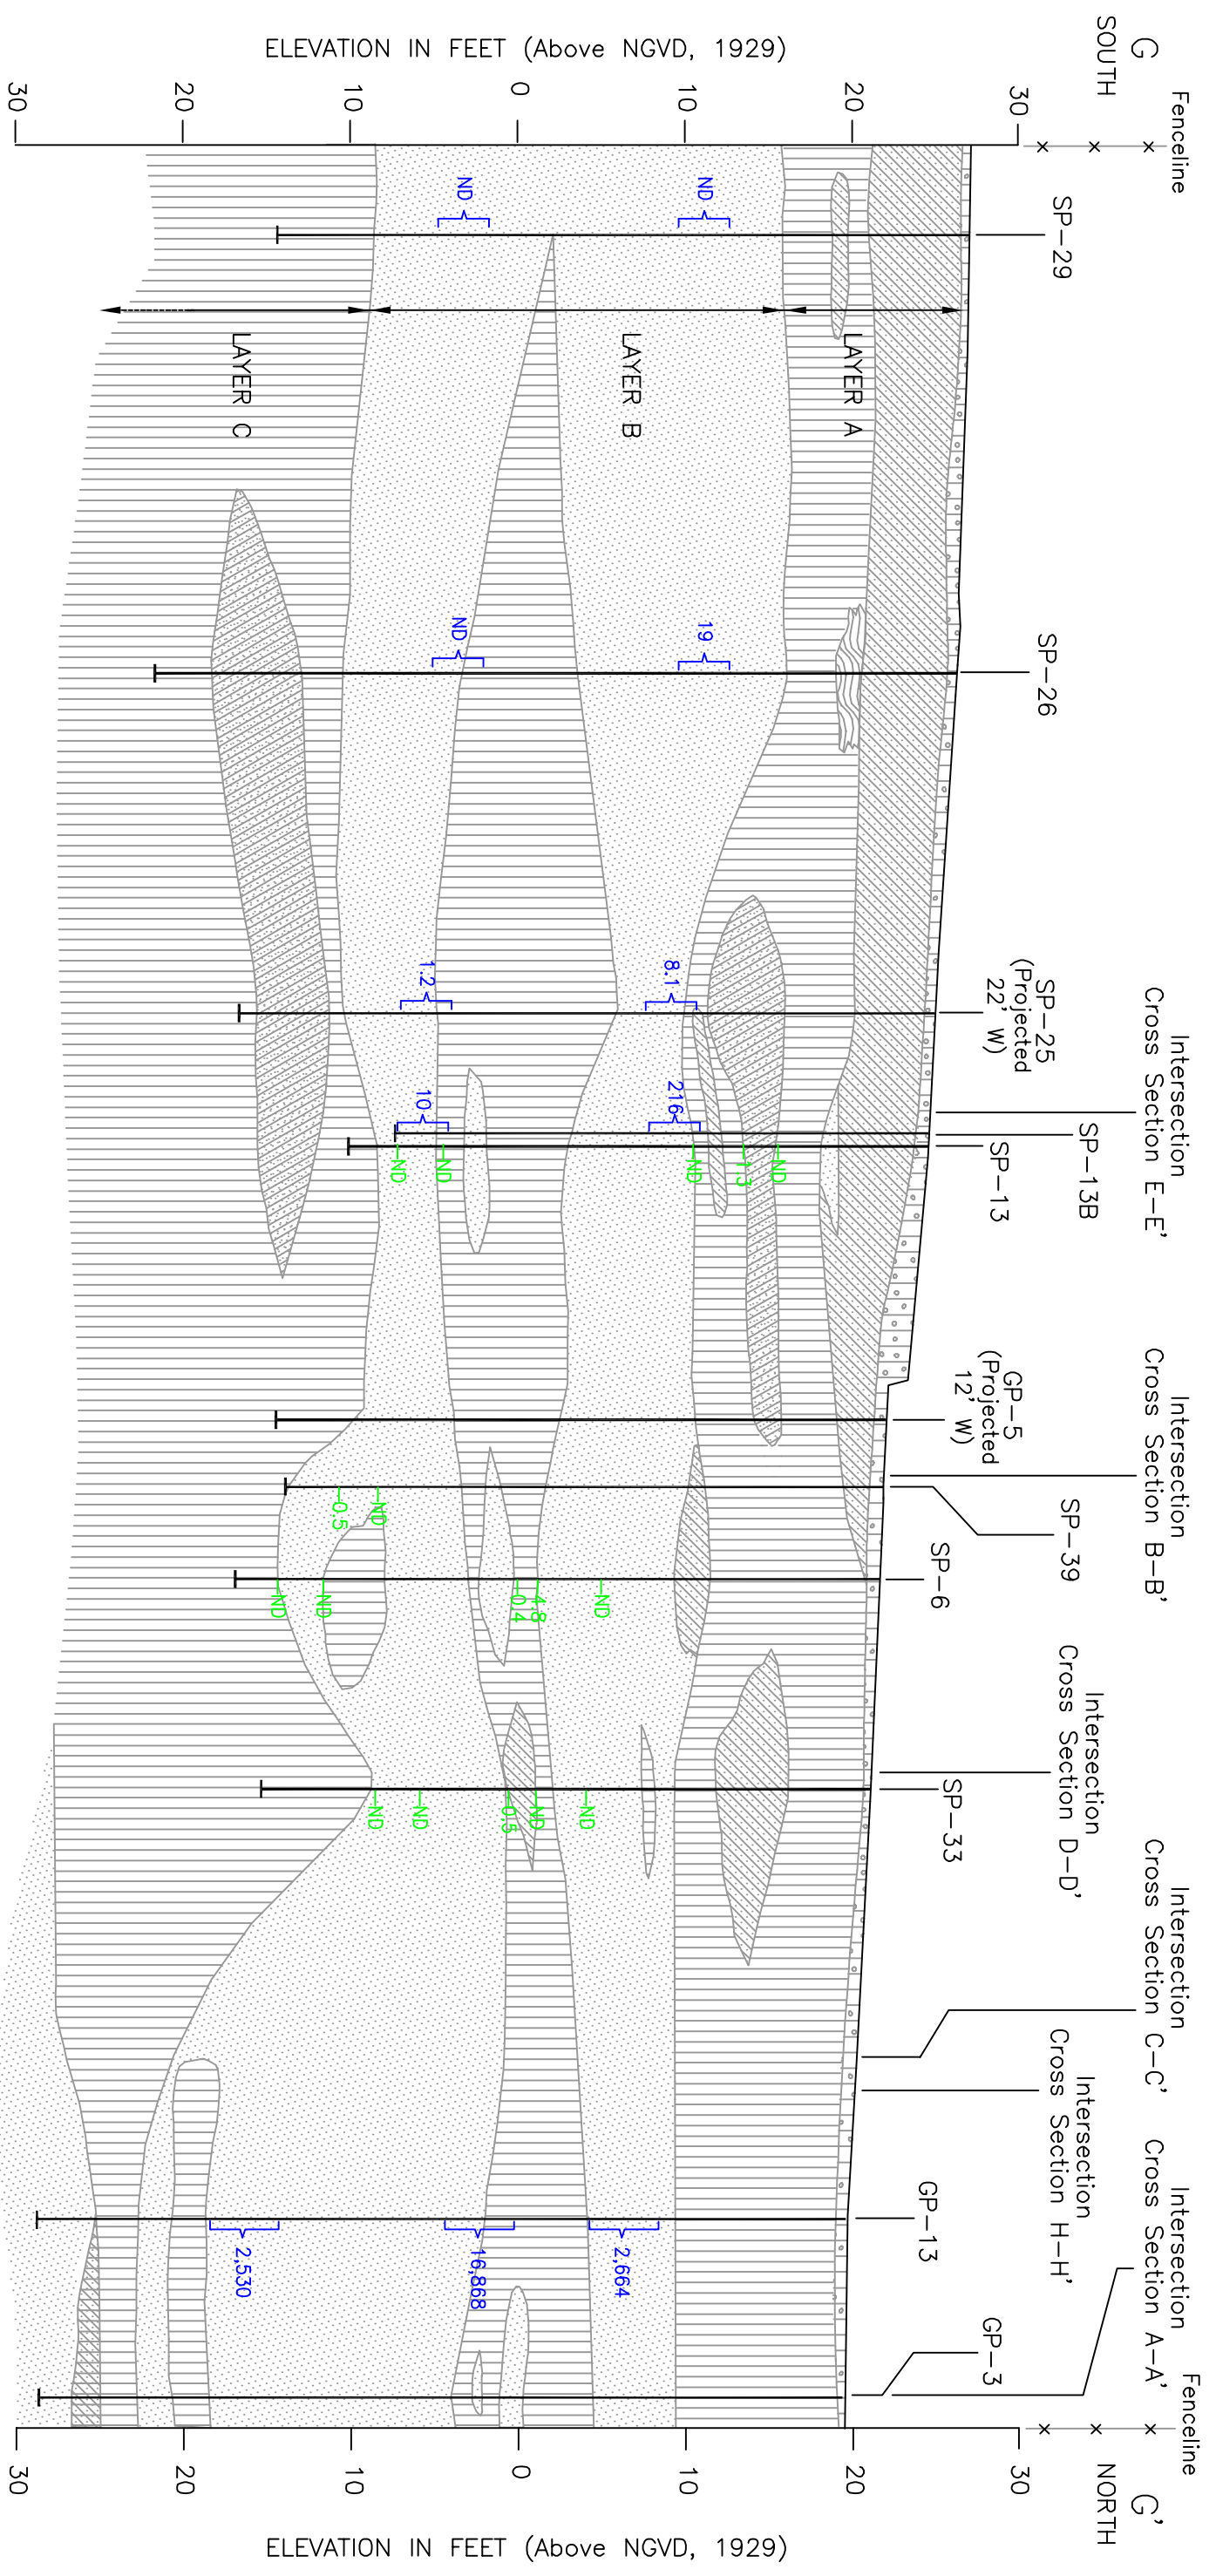 G
SOUTH
Fenceline
ELEVATION IN FEET (Above NGVD, 1929)
30
20
10
0
10
20
30
SP-29
SP-26
SP-25
(Projected
22' W)
Intersection
Cross Section E-E'
SP-13B
SP-13
GP-5
(Projected
12' W)
Intersection
Cross Section B-B'
SP-39
SP-6
Intersection
Cross Section D-D'
SP-33
Intersection
Cross Section C-C'
Intersection
Cross Section H-H'
GP-13
Intersection
Cross Section A-A'
GP-3
Fenceline
G'
NORTH
LAYER A
LAYER B
LAYER C
ND
ND
19
ND
8.1
1.2
216
10
ND
1.3
ND
ND
ND
ND
0.5
ND
4.8
0.4
ND
ND
ND
ND
0.5
ND
ND
2,664
16,868
2,530
30
20
10
0
10
20
30
ELEVATION IN FEET (Above NGVD, 1929)